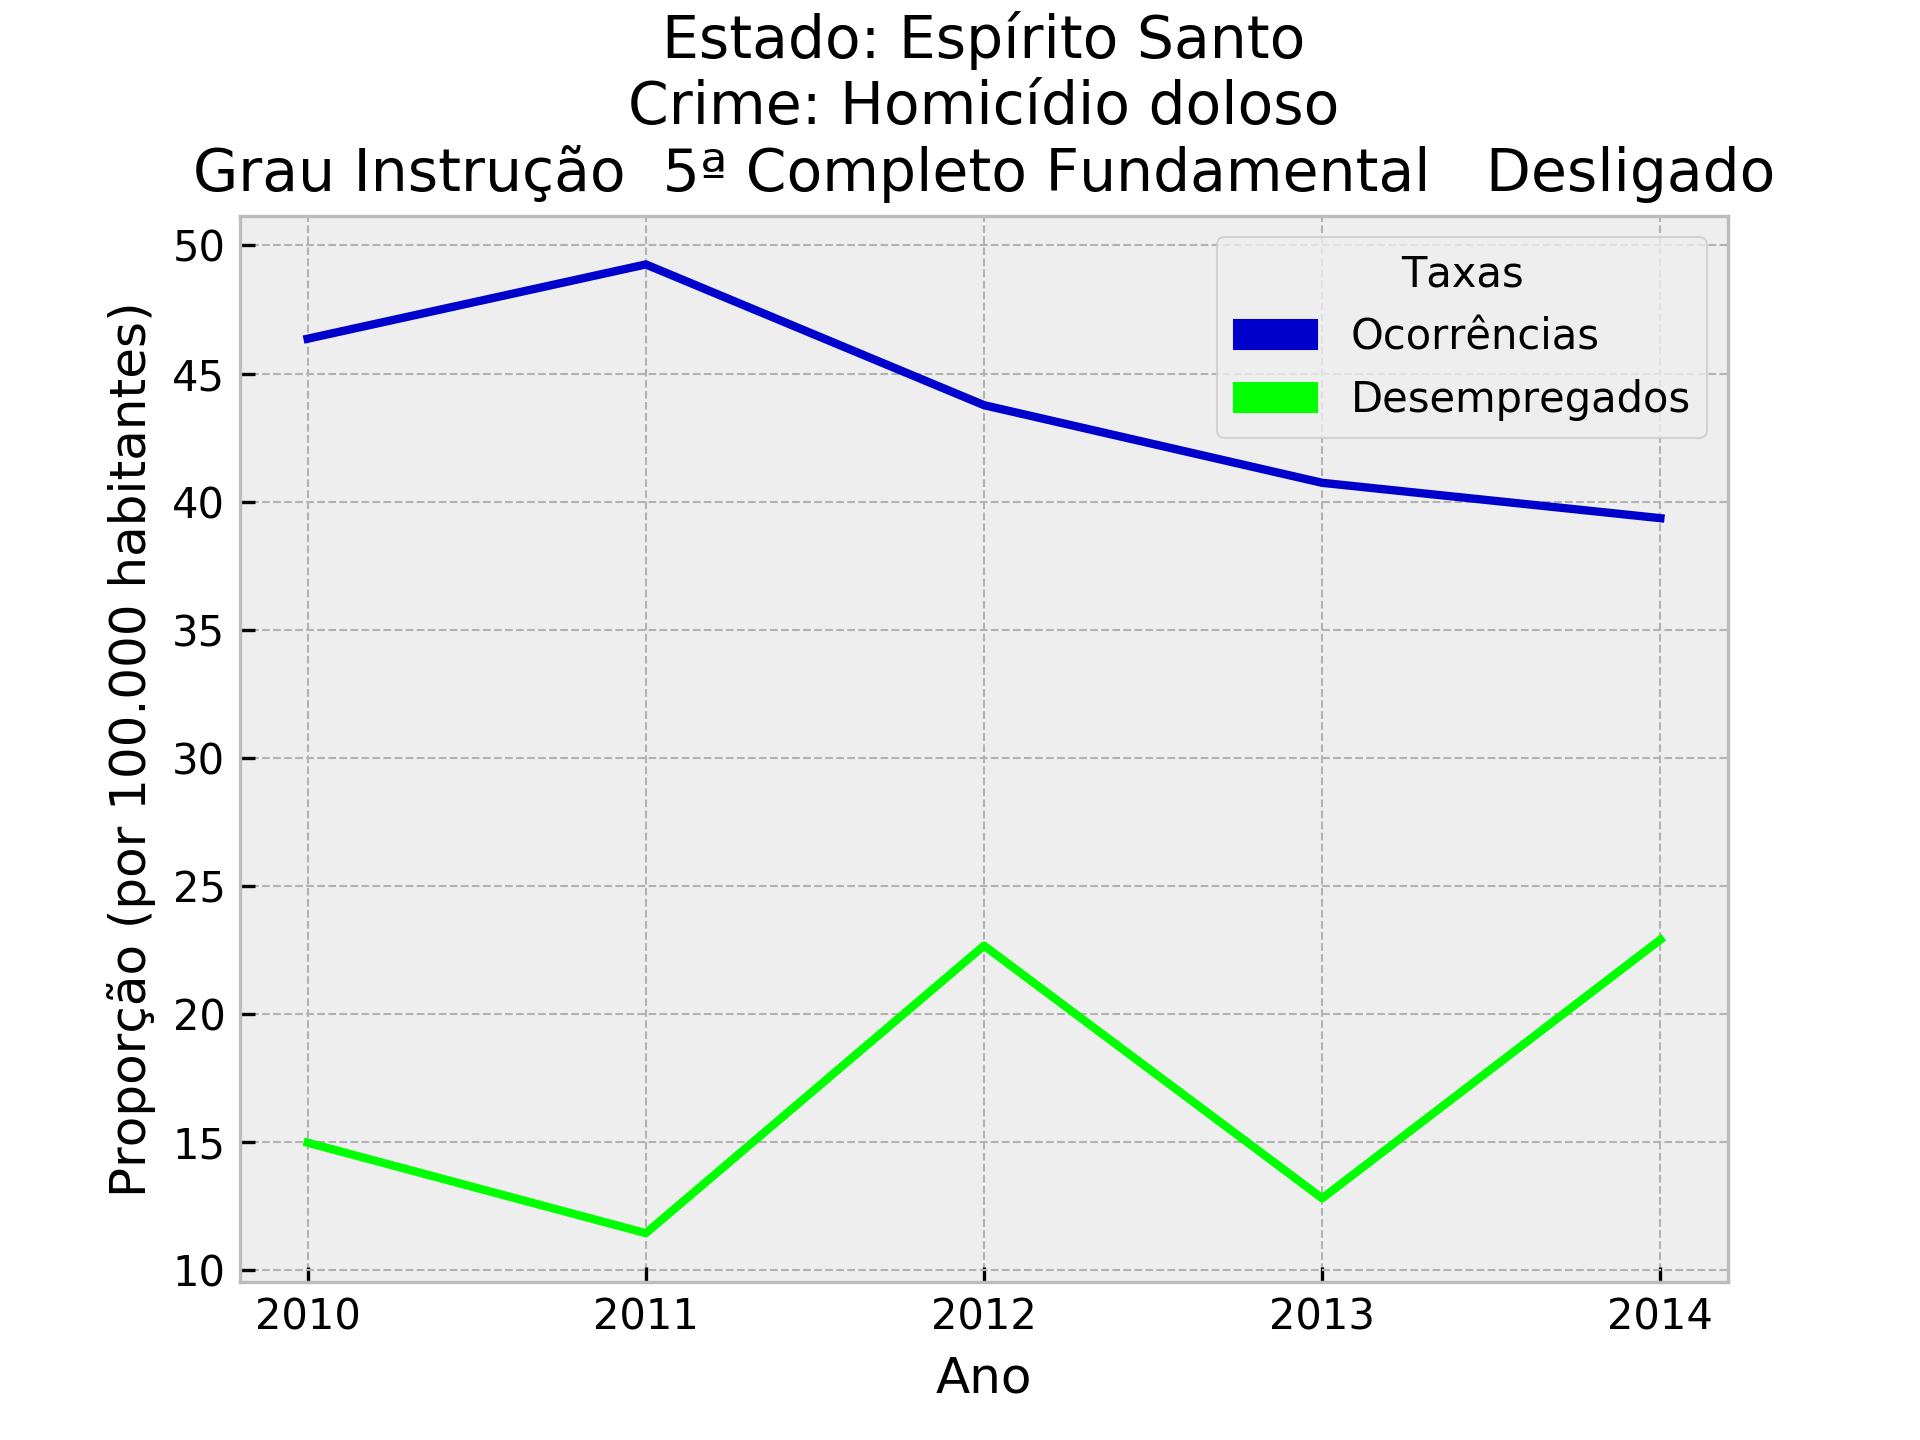 Estado: Espírito Santo
Crime: Homicídio doloso
Grau Instrução  5ª Completo Fundamental   Desligado
Taxas
Ocorrências
Desempregados
Proporção (por 100.000 habitantes)
50
45
40
35
30
25
20
15
10
2010 2011 2012 2013 2014
Ano